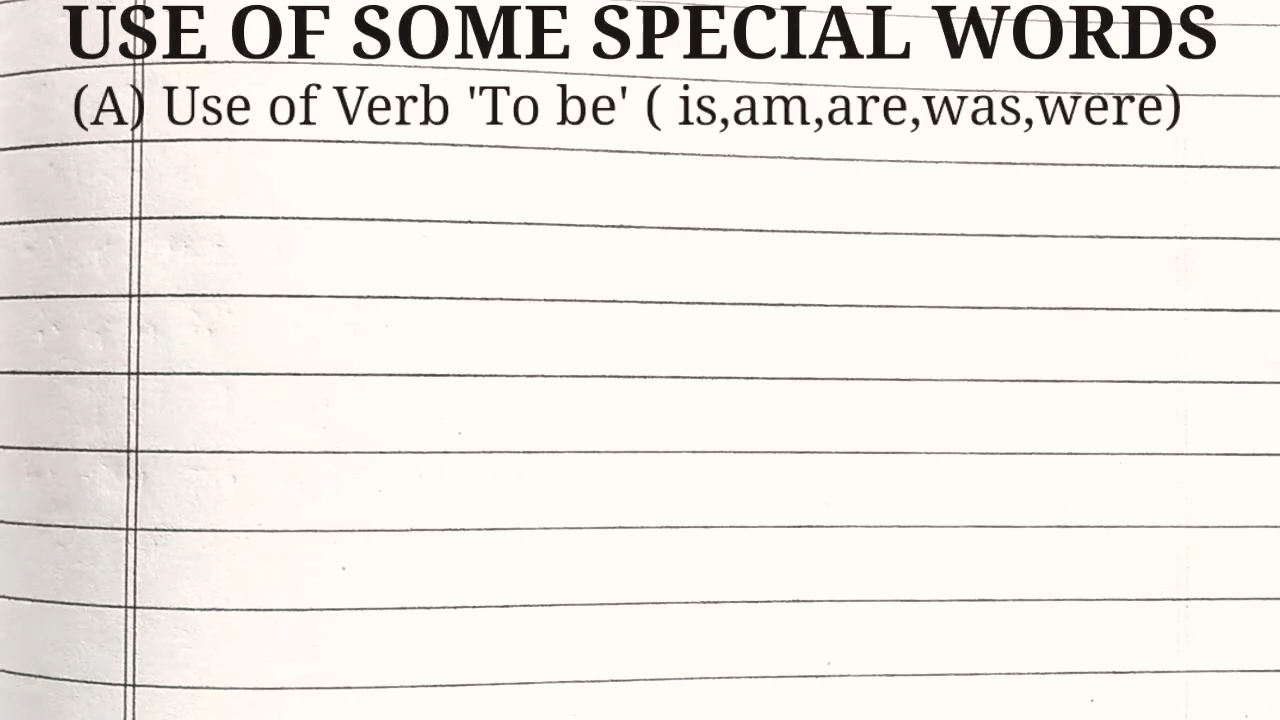 USE OF SOME SPECIAL WORDS
(A) Use of Verb 'To be' ( is,am,are,was,were)